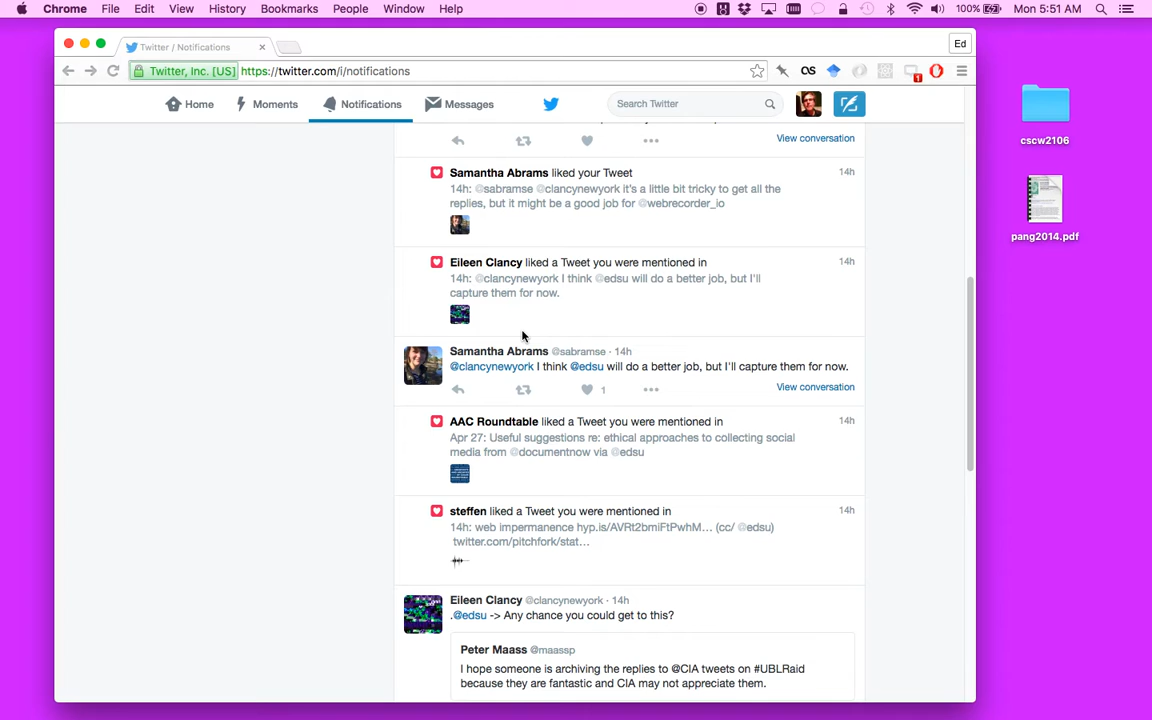 Chrome File Edit View History Bookmarks People Window Help 100% Mon 5:51 AM
Twitter / Notifications
Ed
Twitter, Inc. [US] https://twitter.com/i/notifications
OS
1
Home Moments Notifications Messages Search Twitter
cscw2106
pang2014.pdf
View conversation
Samantha Abrams liked your Tweet 14h
14h: @sabramse @clancynewyork it's a little bit tricky to get all the
replies, but it might be a good job for @webrecorder_io
Eileen Clancy liked a Tweet you were mentioned in 14h
14h: @clancynewyork I think @edsu will do a better job, but I'll
capture them for now.
Samantha Abrams @sabramse · 14h
@clancynewyork I think @edsu will do a better job, but I'll capture them for now.
1
View conversation
AAC Roundtable liked a Tweet you were mentioned in 14h
Apr 27: Useful suggestions re: ethical approaches to collecting social
media from @documentnow via @edsu
steffen liked a Tweet you were mentioned in 14h
14h: web impermanence hyp.is/AVRt2bmiFtPwhM... (cc/ @edsu)
twitter.com/pitchfork/stat...
Eileen Clancy @clancynewyork · 14h
.@edsu -> Any chance you could get to this?
Peter Maass @maassp
I hope someone is archiving the replies to @CIA tweets on #UBLRaid
because they are fantastic and CIA may not appreciate them.